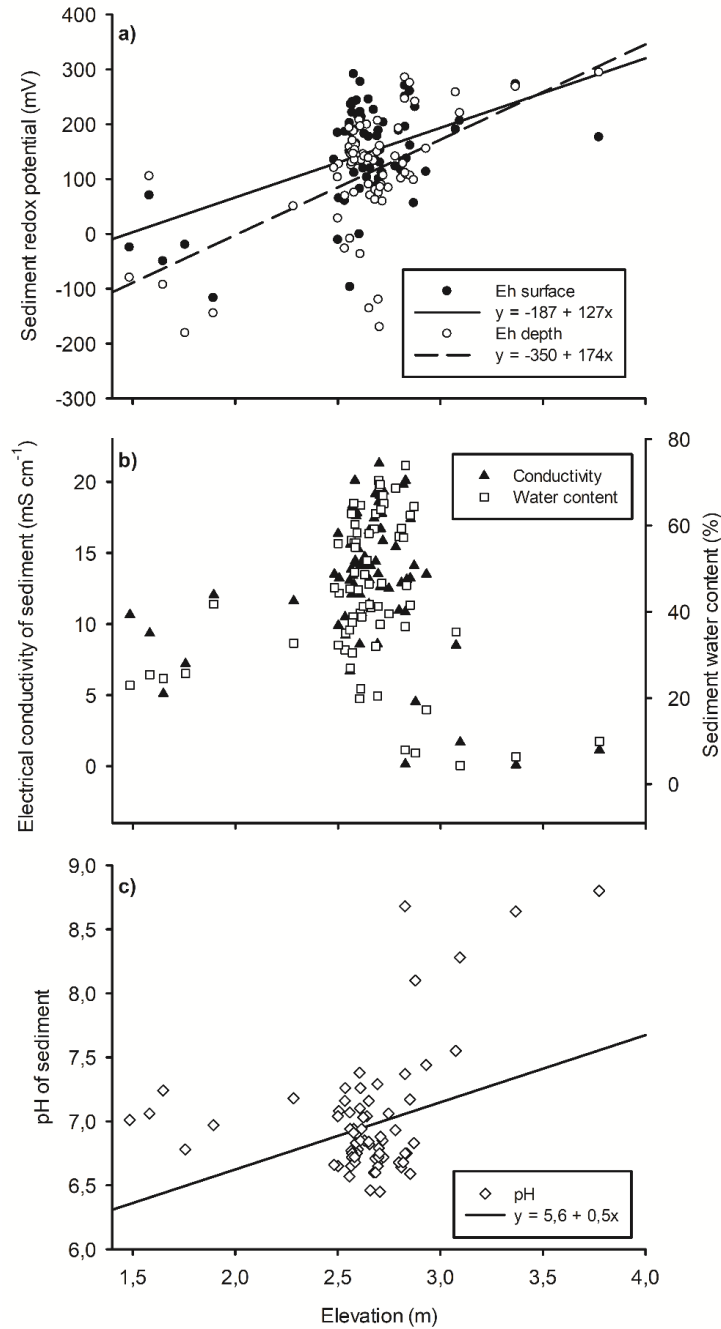 a)
Sediment redox potential (mV)
400
300
200
100
0
-100
-200
-300
Eh surface
y = -187 + 127x
Eh depth
y = -350 + 174x
b)
Electrical conductivity of sediment (mS cm⁻¹)
20
15
10
5
0
Conductivity
Water content
Sediment water content (%)
80
60
40
20
0
c)
pH of sediment
9,0
8,5
8,0
7,5
7,0
6,5
6,0
pH
y = 5,6 + 0,5x
1,5 2,0 2,5 3,0 3,5 4,0
Elevation (m)